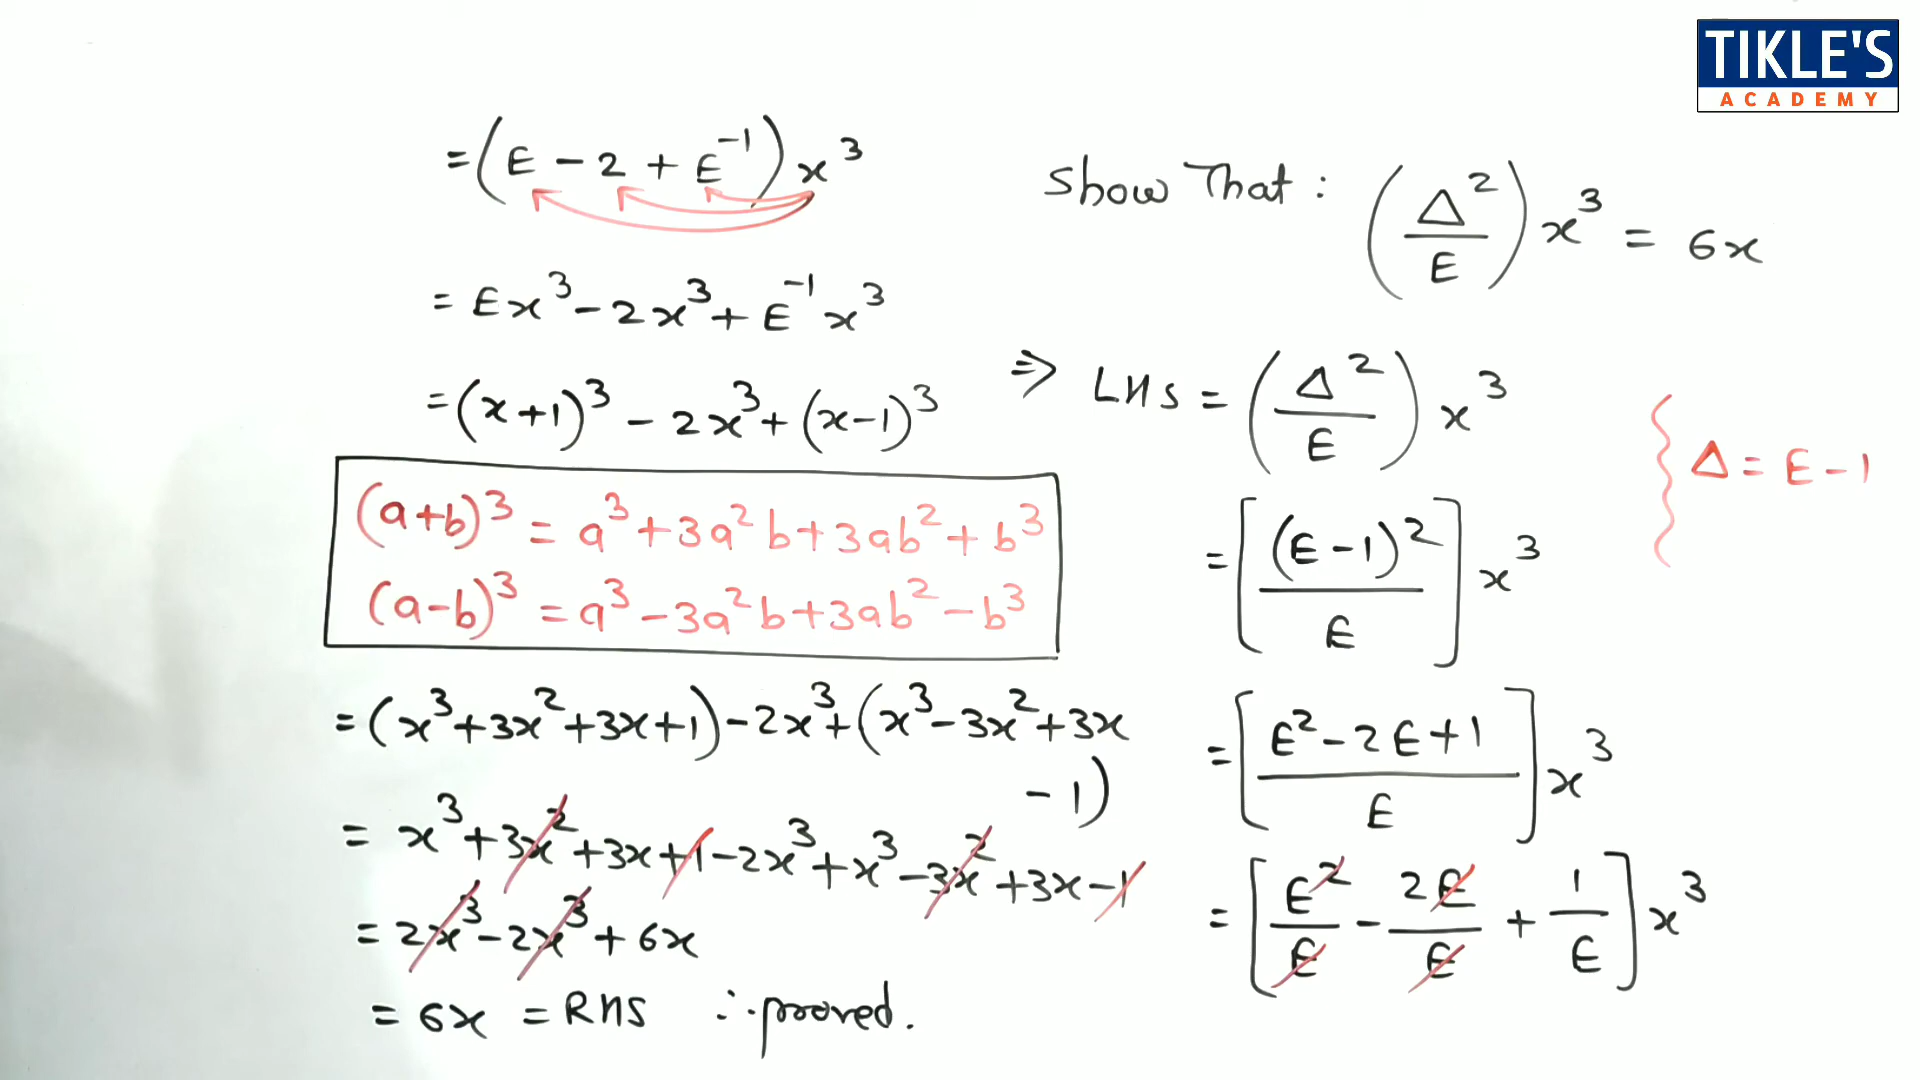 TIKLE'S
ACADEMY
Show That : (Δ²/E) x³ = 6x
⇒ LHS = (Δ²/E) x³
{ Δ = E - 1
= [(E-1)²/E] x³
= [E² - 2E + 1/E] x³
= [E²/E - 2E/E + 1/E] x³
= (E - 2 + E⁻¹) x³
= Ex³ - 2x³ + E⁻¹x³
= (x+1)³ - 2x³ + (x-1)³
(a+b)³ = a³ + 3a²b + 3ab² + b³
(a-b)³ = a³ - 3a²b + 3ab² - b³
= (x³ + 3x² + 3x + 1) - 2x³ + (x³ - 3x² + 3x
- 1)
= x³ + 3x² + 3x + 1 - 2x³ + x³ - 3x² + 3x - 1
= 2x³ - 2x³ + 6x
= 6x = RHS ∴ proved.